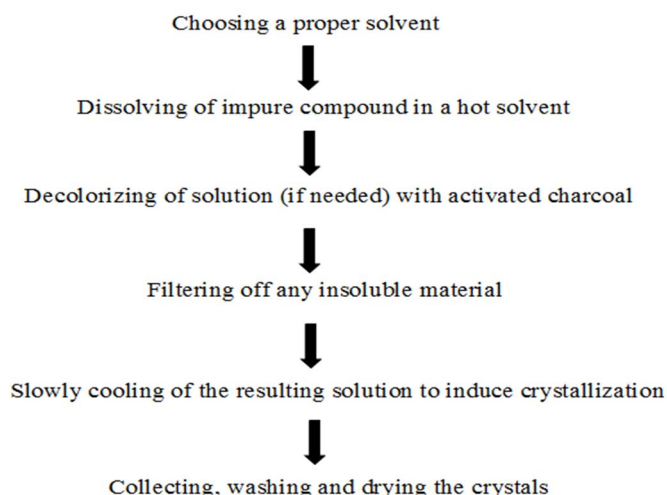 Choosing a proper solvent
Dissolving of impure compound in a hot solvent
Decolorizing of solution (if needed) with activated charcoal
Filtering off any insoluble material
Slowly cooling of the resulting solution to induce crystallization
Collecting, washing and drying the crystals